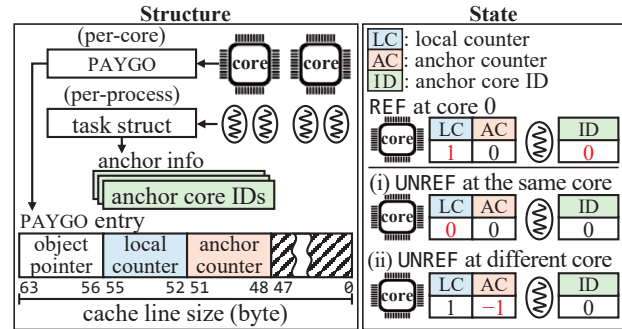 Structure
(per-core)
PAYGO
core
core
(per-process)
task struct
anchor info
anchor core IDs
PAYGO entry
object pointer
local counter
anchor counter
63 56 55 52 51 48 47 0
cache line size (byte)
State
LC : local counter
AC : anchor counter
ID : anchor core ID
REF at core 0
core
LC AC ID
1 0 0
(i) UNREF at the same core
core
LC AC ID
0 0 0
(ii) UNREF at different core
core
LC AC ID
1 −1 0